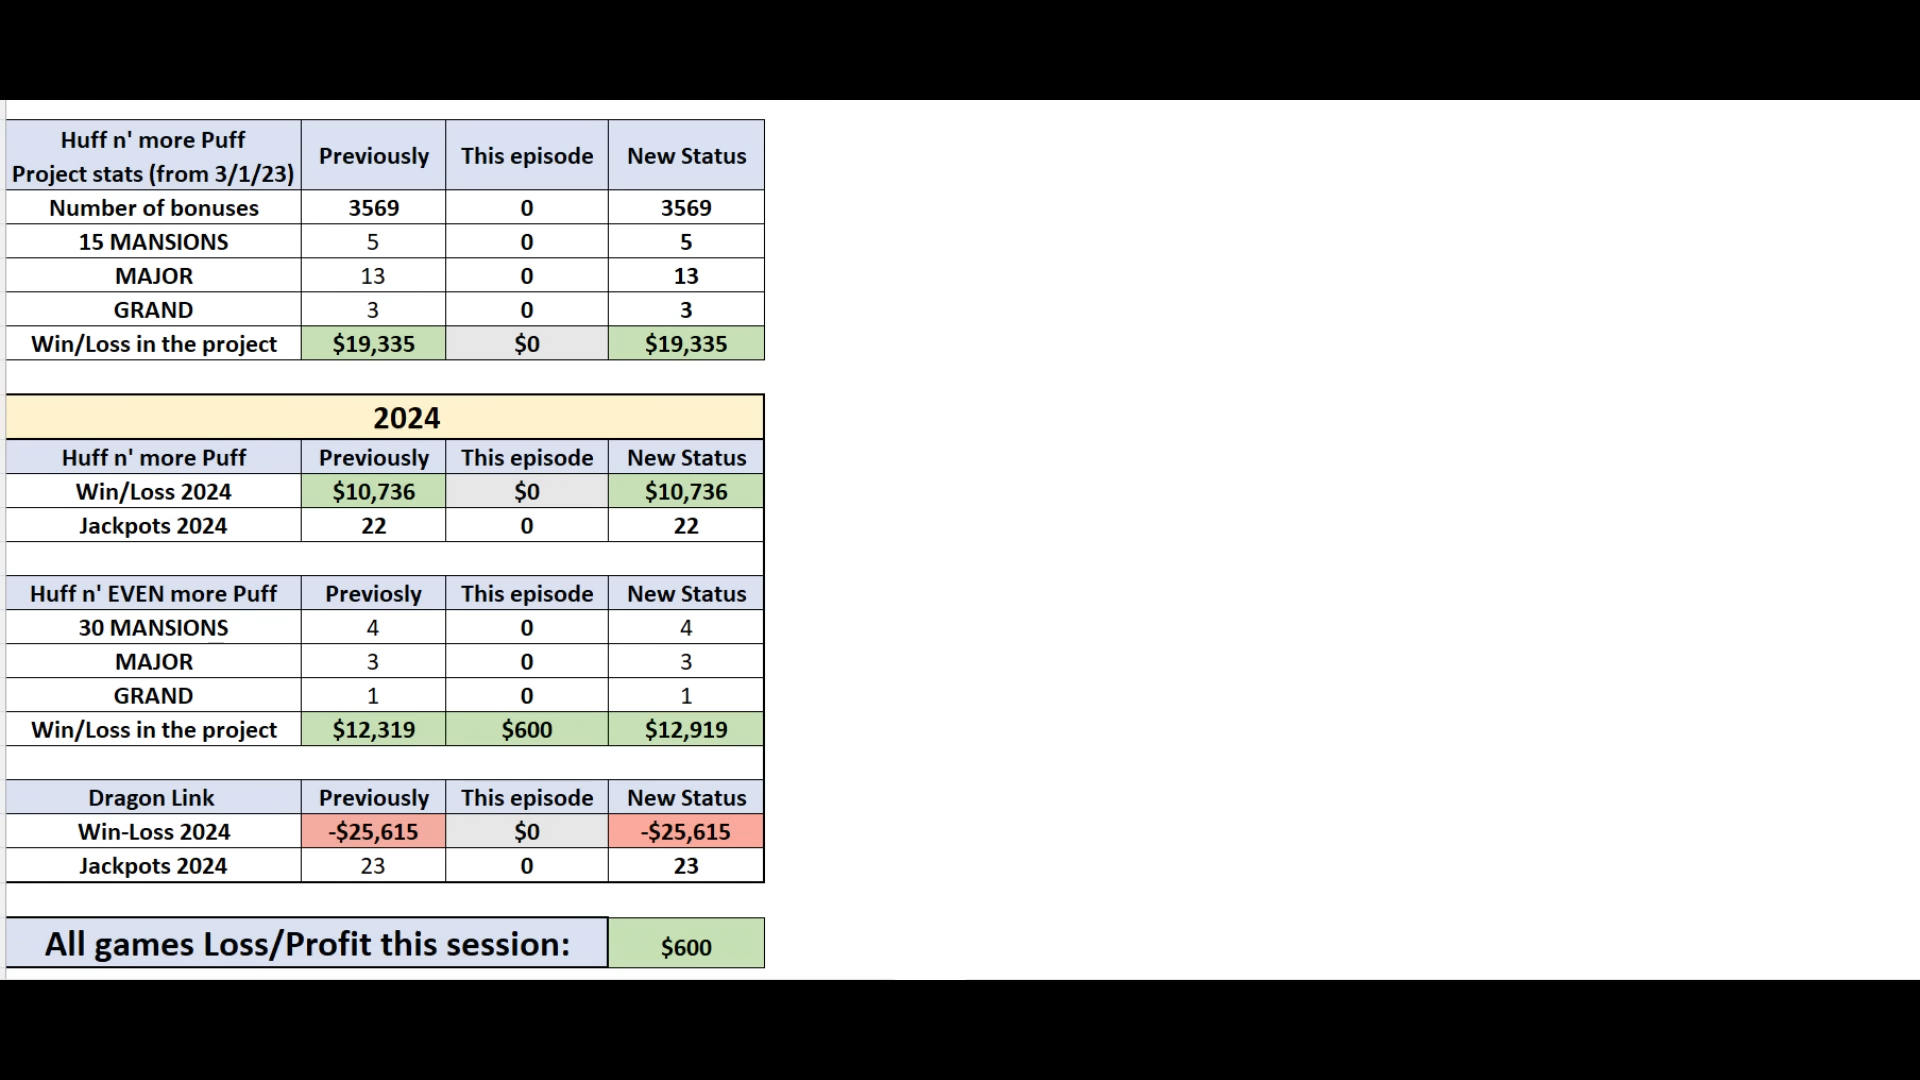 Huff n' more Puff
Project stats (from 3/1/23) Previously This episode New Status
Number of bonuses 3569 0 3569
15 MANSIONS 5 0 5
MAJOR 13 0 13
GRAND 3 0 3
Win/Loss in the project $19,335 $0 $19,335
2024
Huff n' more Puff Previously This episode New Status
Win/Loss 2024 $10,736 $0 $10,736
Jackpots 2024 22 0 22
Huff n' EVEN more Puff Previosly This episode New Status
30 MANSIONS 4 0 4
MAJOR 3 0 3
GRAND 1 0 1
Win/Loss in the project $12,319 $600 $12,919
Dragon Link Previously This episode New Status
Win-Loss 2024 -$25,615 $0 -$25,615
Jackpots 2024 23 0 23
All games Loss/Profit this session: $600